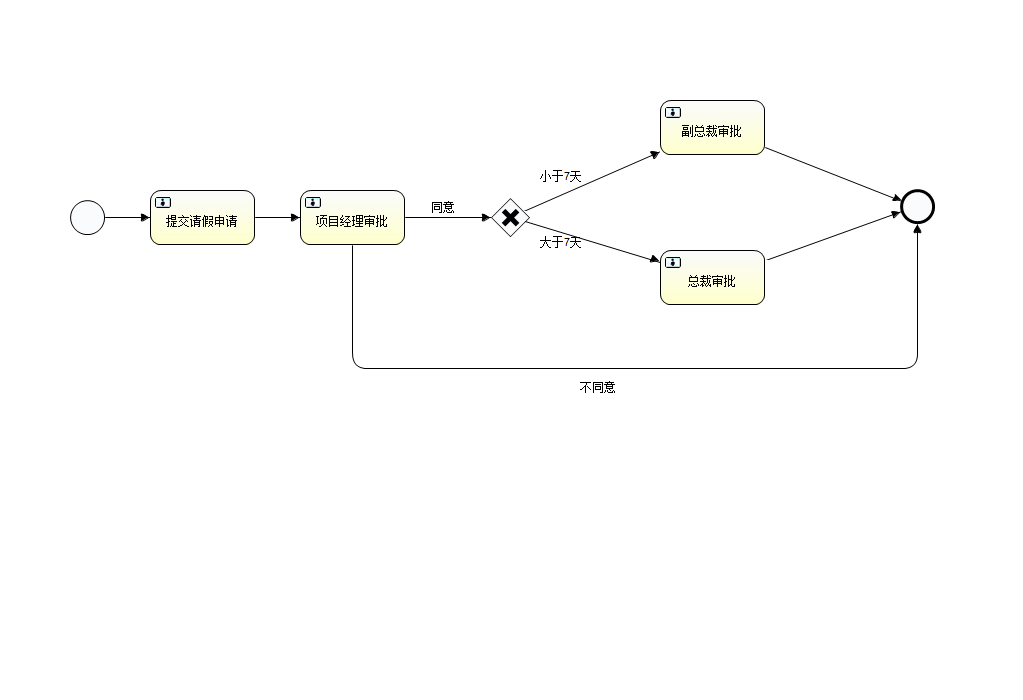 副总裁审批
小于7天
同意
提交请假申请
项目经理审批
大于7天
总裁审批
不同意